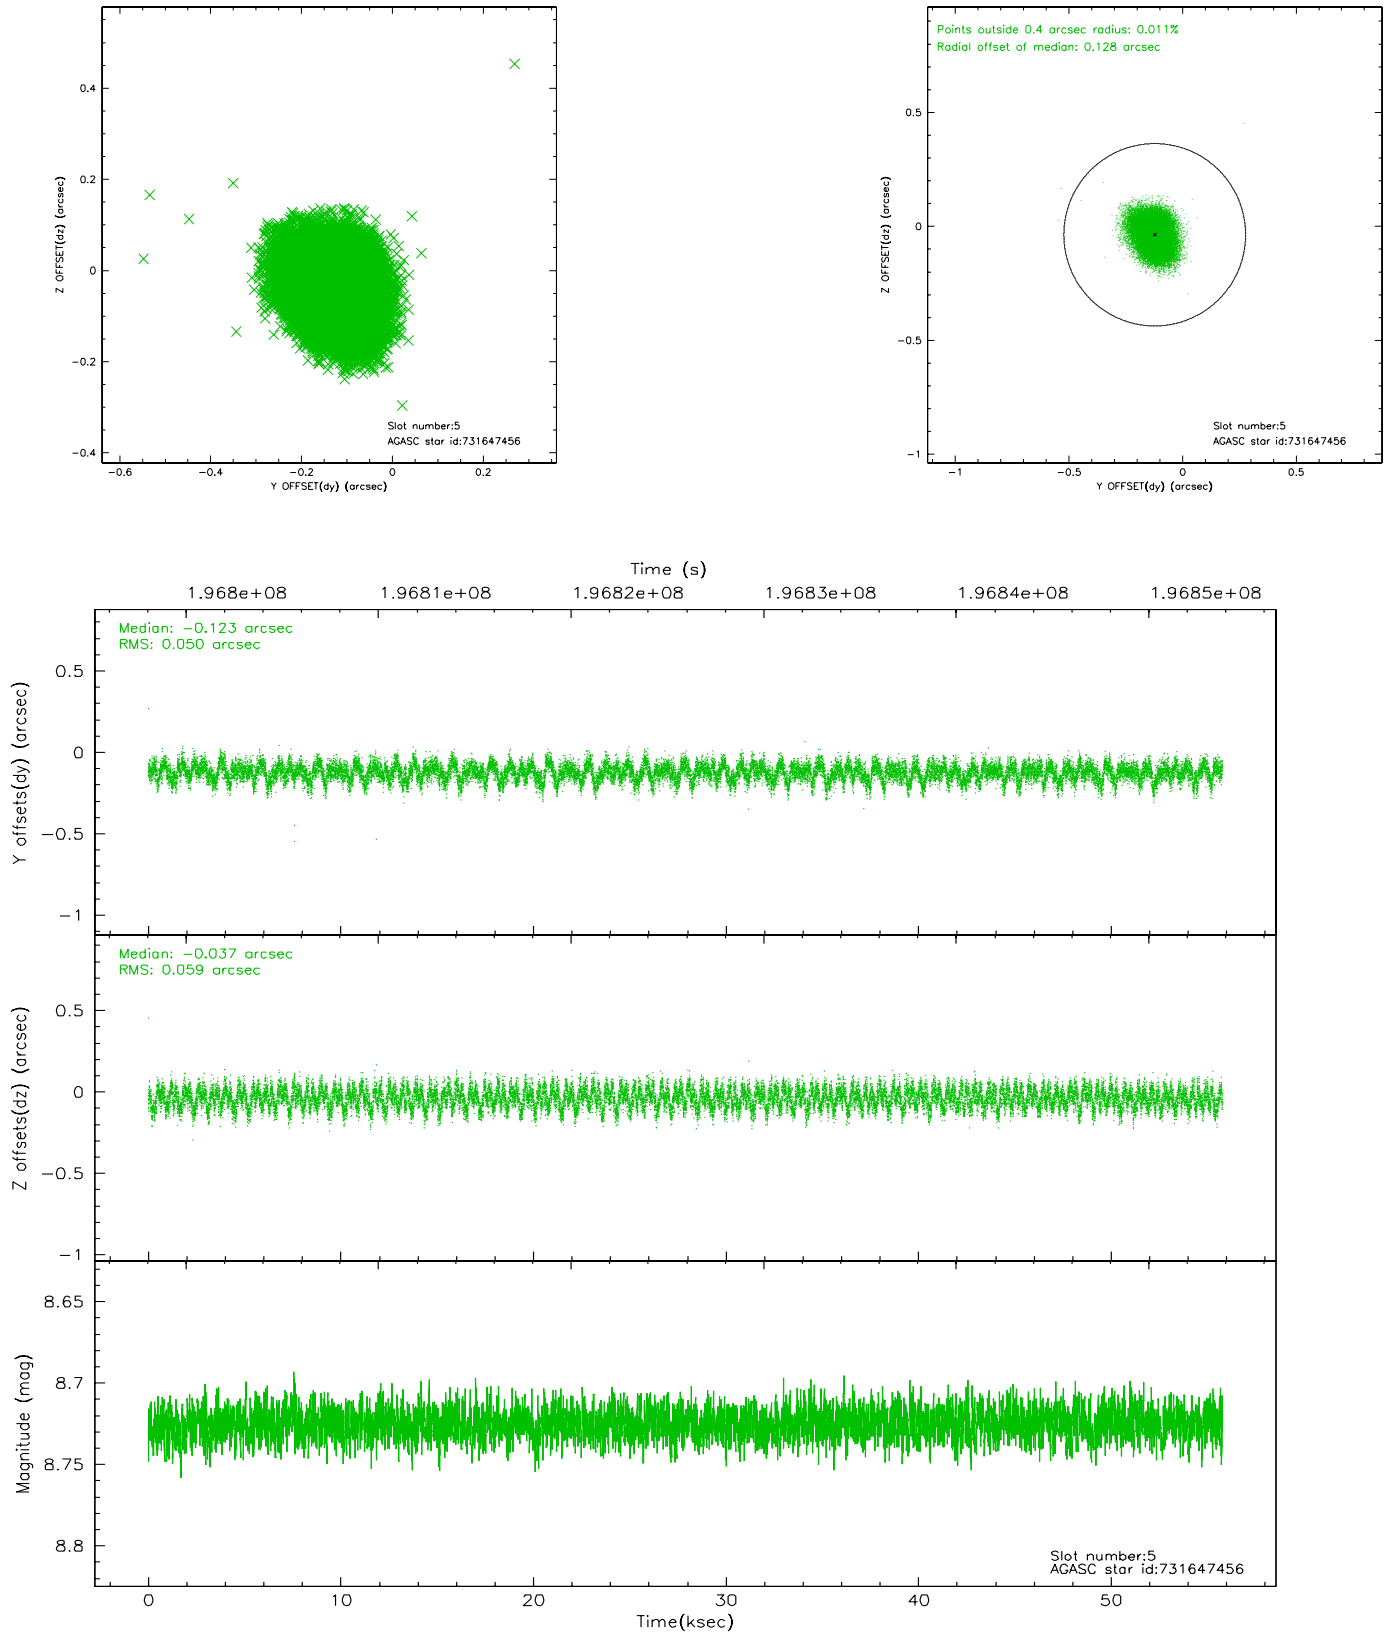 0.4
0.2
0
−0.2
−0.4
Z OFFSET(dz) (arcsec)
−0.6
−0.4
−0.2
0
0.2
Y OFFSET(dy) (arcsec)
Slot number:5
AGASC star id:731647456
Points outside 0.4 arcsec radius: 0.011%
Radial offset of median: 0.128 arcsec
0.5
0
−0.5
−1
Z OFFSET(dz) (arcsec)
−1
−0.5
0
0.5
Y OFFSET(dy) (arcsec)
Slot number:5
AGASC star id:731647456
Time (s)
1.968e+08
1.9681e+08
1.9682e+08
1.9683e+08
1.9684e+08
1.9685e+08
Median: −0.123 arcsec
RMS: 0.050 arcsec
0.5
0
−0.5
−1
Y offsets(dy) (arcsec)
Median: −0.037 arcsec
RMS: 0.059 arcsec
0.5
0
−0.5
−1
Z offsets(dz) (arcsec)
8.65
8.7
8.75
8.8
Magnitude (mag)
Slot number:5
AGASC star id:731647456
0
10
20
30
40
50
Time(ksec)